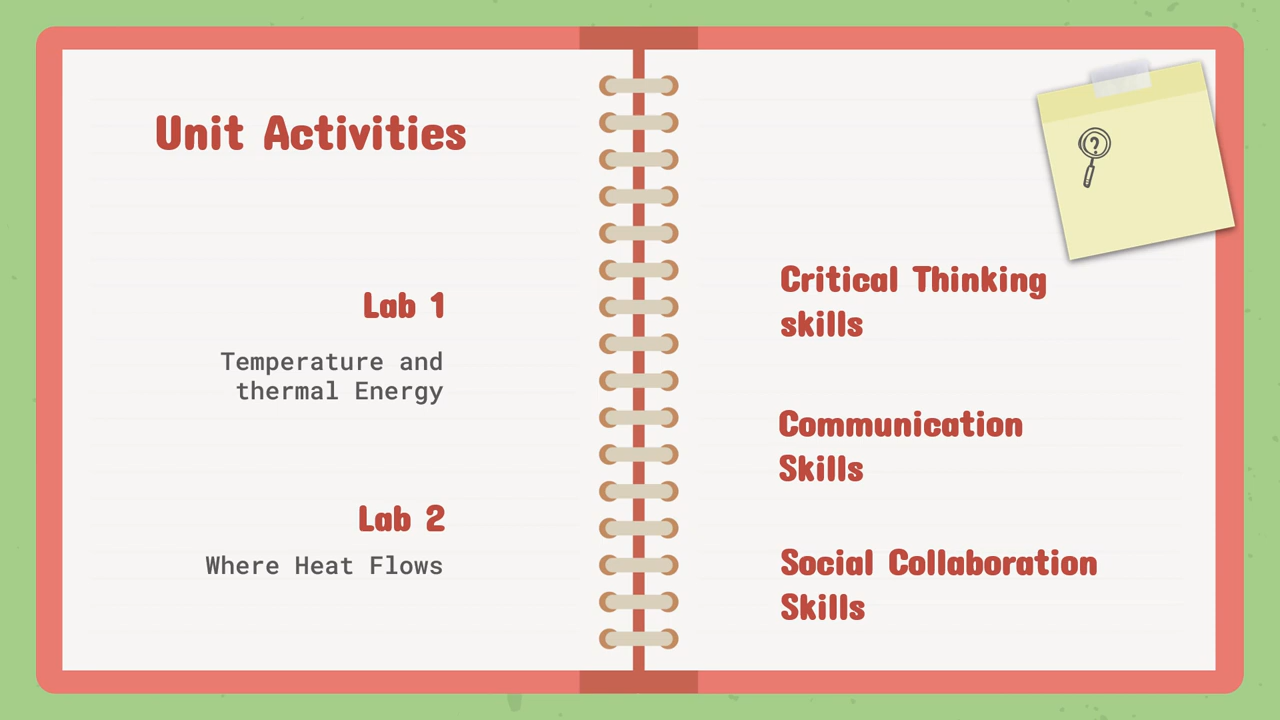 Unit Activities
Lab 1
Temperature and
thermal Energy
Lab 2
Where Heat Flows
?
Critical Thinking
skills
Communication
Skills
Social Collaboration
Skills